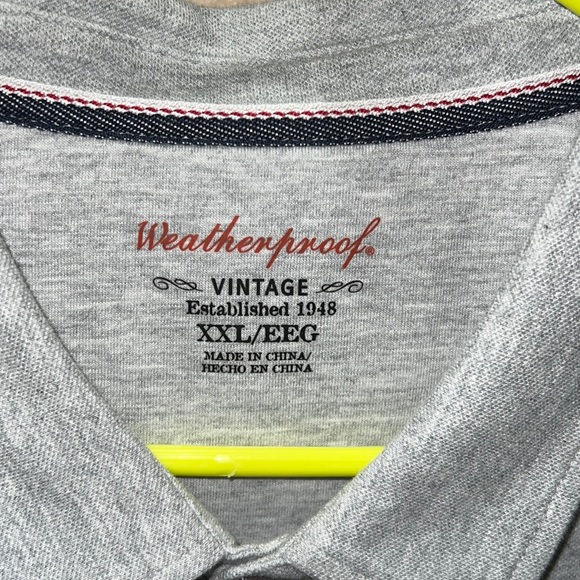 Weatherproof®
VINTAGE
Established 1948
XXL/EEG
MADE IN CHINA/
HECHO EN CHINA